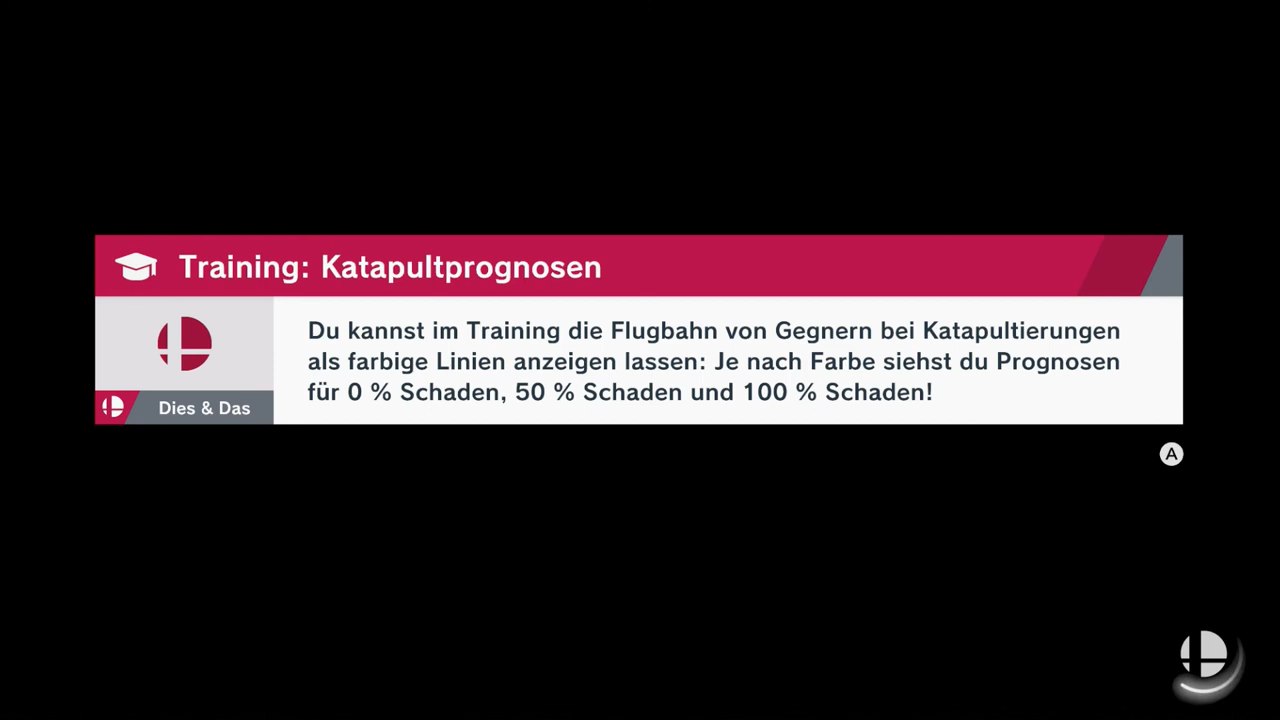 Training: Katapultprognosen
Du kannst im Training die Flugbahn von Gegnern bei Katapultierungen
als farbige Linien anzeigen lassen: Je nach Farbe siehst du Prognosen
für 0 % Schaden, 50 % Schaden und 100 % Schaden!
Dies & Das
A